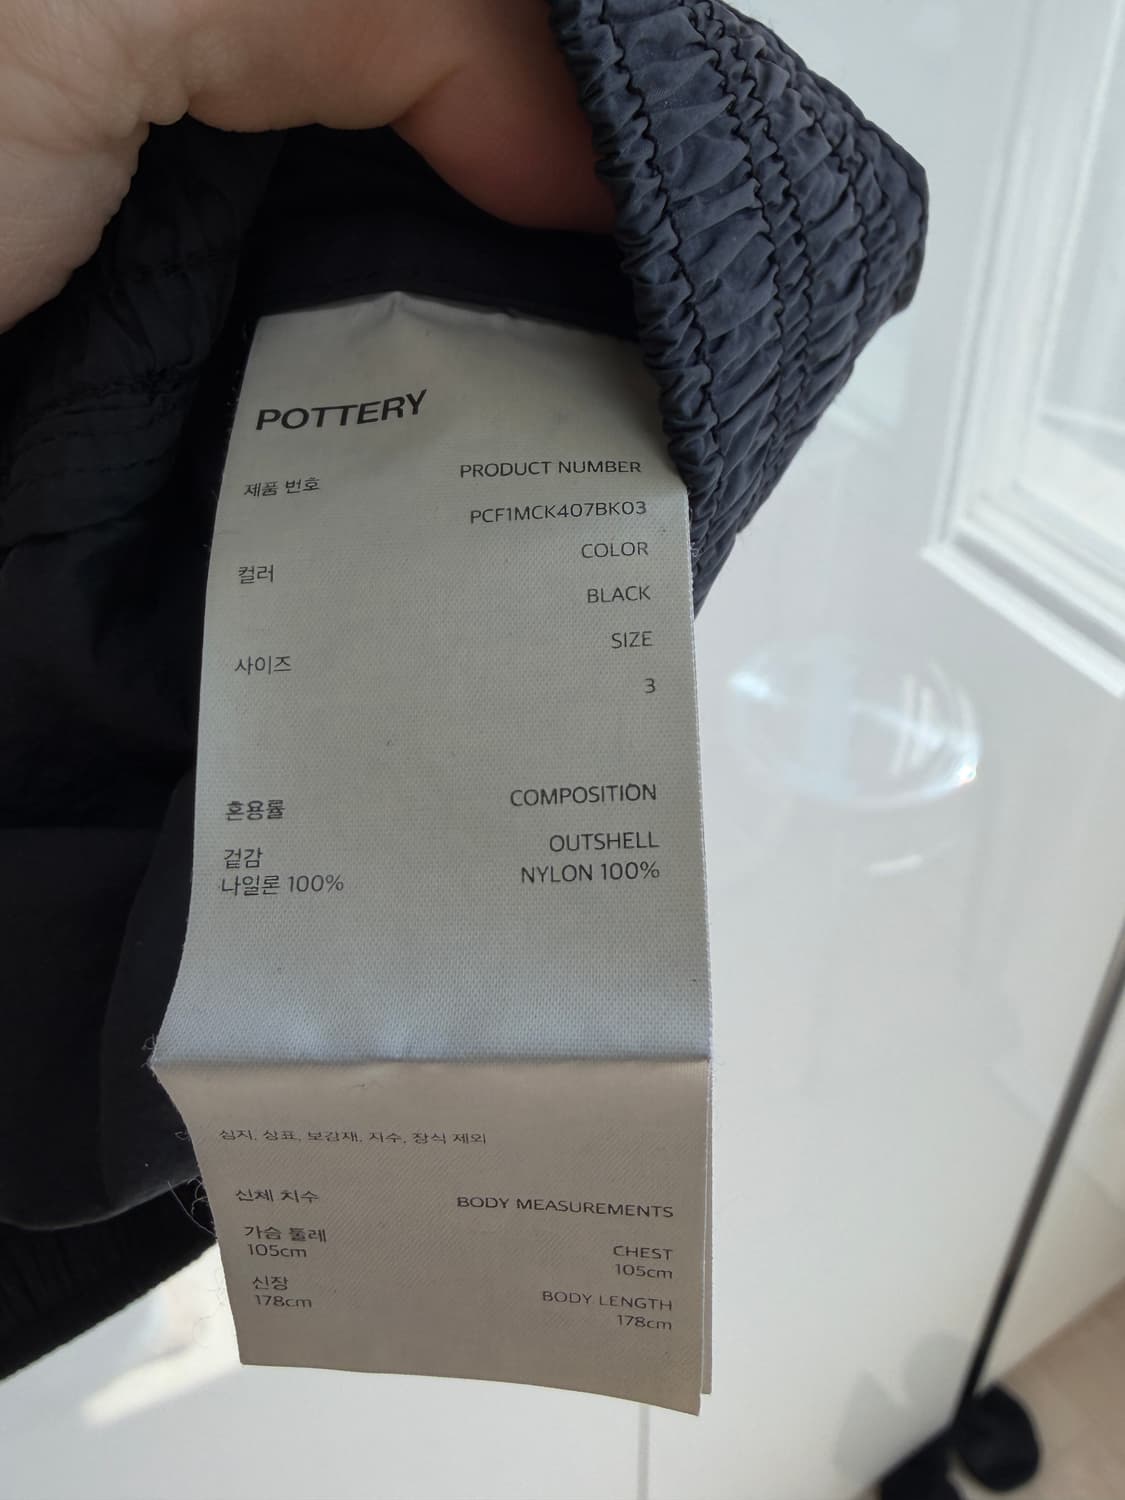 POTTERY
제품 번호 PRODUCT NUMBER
PCF1MCK407BK03
컬러 COLOR
BLACK
사이즈 SIZE
3
혼용률 COMPOSITION
겉감 OUTSHELL
나일론 100% NYLON 100%
심지, 상표, 보강재, 자수, 장식 제외
신체 치수 BODY MEASUREMENTS
가슴 둘레 CHEST
105cm 105cm
신장 BODY LENGTH
178cm 178cm